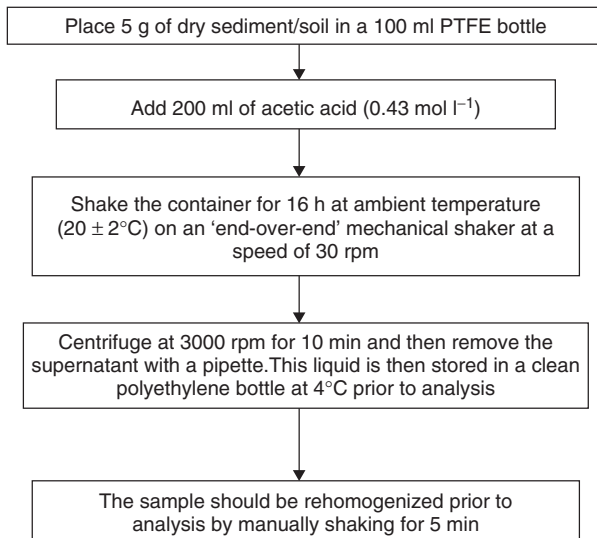 Place 5 g of dry sediment/soil in a 100 ml PTFE bottle
Add 200 ml of acetic acid (0.43 mol l⁻¹)
Shake the container for 16 h at ambient temperature
(20 ± 2°C) on an ‘end-over-end’ mechanical shaker at a
speed of 30 rpm
Centrifuge at 3000 rpm for 10 min and then remove the
supernatant with a pipette.This liquid is then stored in a clean
polyethylene bottle at 4°C prior to analysis
The sample should be rehomogenized prior to
analysis by manually shaking for 5 min